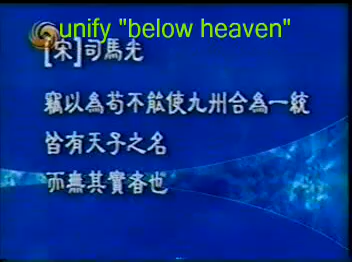 unify "below heaven"
[宋]司馬光
竊以為苟不能使九州合為一統
皆有天子之名
而無其實者也